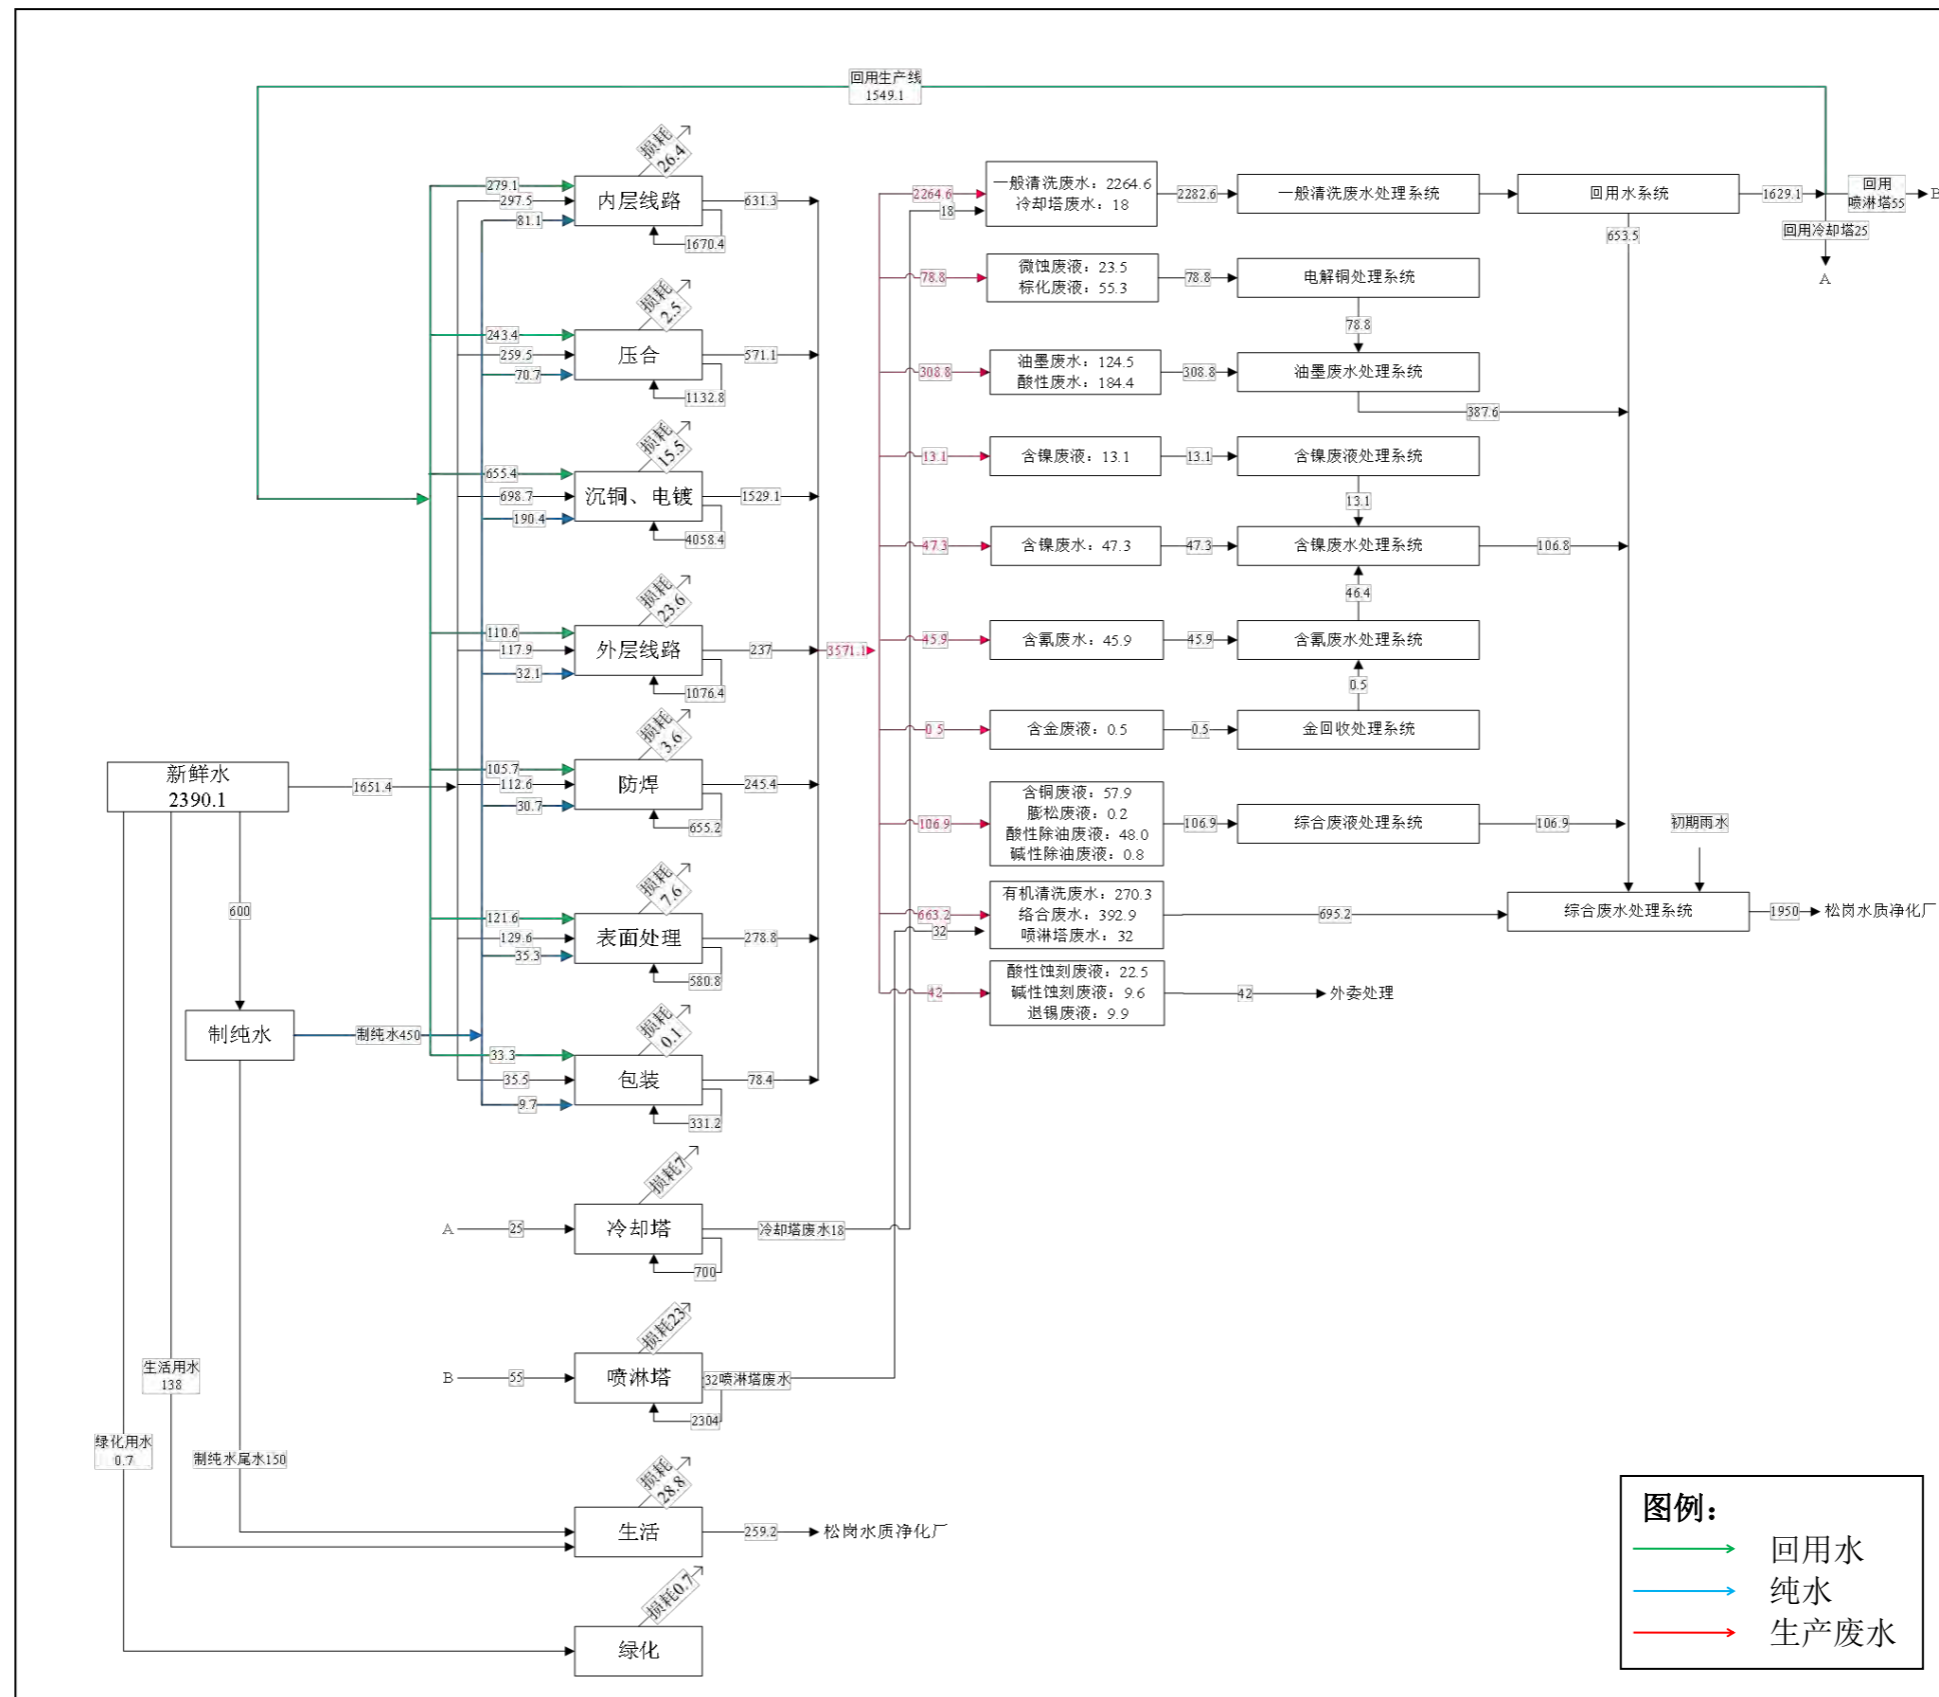 回用生产线
1549.1
损耗
26.4
279.1
297.5
81.1
内层线路
631.3
1670.4
损耗
2.5
243.4
259.5
70.7
压合
571.1
1132.8
损耗
15.5
655.4
698.7
190.4
沉铜、电镀
1529.1
4058.4
损耗
23.6
110.6
117.9
32.1
外层线路
237
1076.4
3571.1
损耗
3.6
105.7
112.6
30.7
防焊
245.4
655.2
损耗
7.6
121.6
129.6
35.3
表面处理
278.8
580.8
损耗
0.1
33.3
35.5
9.7
包装
78.4
331.2
新鲜水
2390.1
1651.4
600
制纯水
制纯水450
生活用水
138
绿化用水
0.7
制纯水尾水150
损耗7
A
25
冷却塔
冷却塔废水18
700
损耗23
B
55
喷淋塔
32喷淋塔废水
2304
损耗
28.8
生活
259.2
松岗水质净化厂
损耗0.7
绿化
2264.6
18
一般清洗废水：2264.6
冷却塔废水：18
2282.6
一般清洗废水处理系统
回用水系统
1629.1
回用
喷淋塔55
B
回用冷却塔25
A
653.5
78.8
微蚀废液：23.5
棕化废液：55.3
78.8
电解铜处理系统
78.8
308.8
油墨废水：124.5
酸性废水：184.4
308.8
油墨废水处理系统
387.6
13.1
含镍废液：13.1
13.1
含镍废液处理系统
13.1
47.3
含镍废水：47.3
47.3
含镍废水处理系统
106.8
46.4
45.9
含氰废水：45.9
45.9
含氰废水处理系统
0.5
0.5
含金废液：0.5
0.5
金回收处理系统
106.9
含铜废液：57.9
膨松废液：0.2
酸性除油废液：48.0
碱性除油废液：0.8
106.9
综合废液处理系统
106.9
初期雨水
663.2
32
有机清洗废水：270.3
络合废水：392.9
喷淋塔废水：32
695.2
综合废水处理系统
1950
松岗水质净化厂
42
酸性蚀刻废液：22.5
碱性蚀刻废液：9.6
退锡废液：9.9
42
外委处理
图例：
回用水
纯水
生产废水